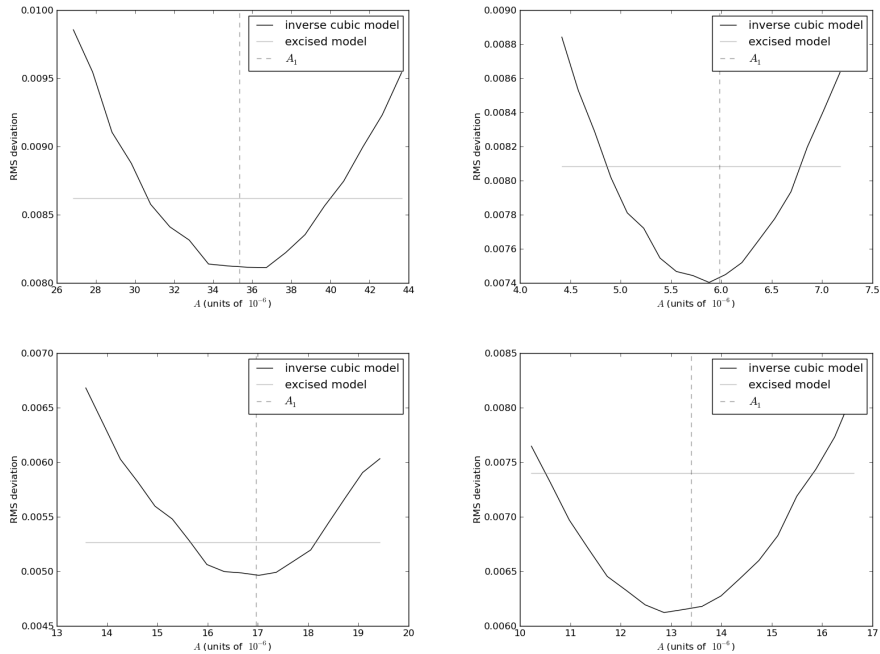 0.0100
0.0095
0.0090
0.0085
0.0080
RMS deviation
26 28 30 32 34 36 38 40 42 44
A (units of 10^-6)
inverse cubic model
excised model
A_1
0.0090
0.0088
0.0086
0.0084
0.0082
0.0080
0.0078
0.0076
0.0074
RMS deviation
4.0 4.5 5.0 5.5 6.0 6.5 7.0 7.5
A (units of 10^-6)
inverse cubic model
excised model
A_1
0.0070
0.0065
0.0060
0.0055
0.0050
0.0045
RMS deviation
13 14 15 16 17 18 19 20
A (units of 10^-6)
inverse cubic model
excised model
A_1
0.0085
0.0080
0.0075
0.0070
0.0065
0.0060
RMS deviation
10 11 12 13 14 15 16 17
A (units of 10^-6)
inverse cubic model
excised model
A_1